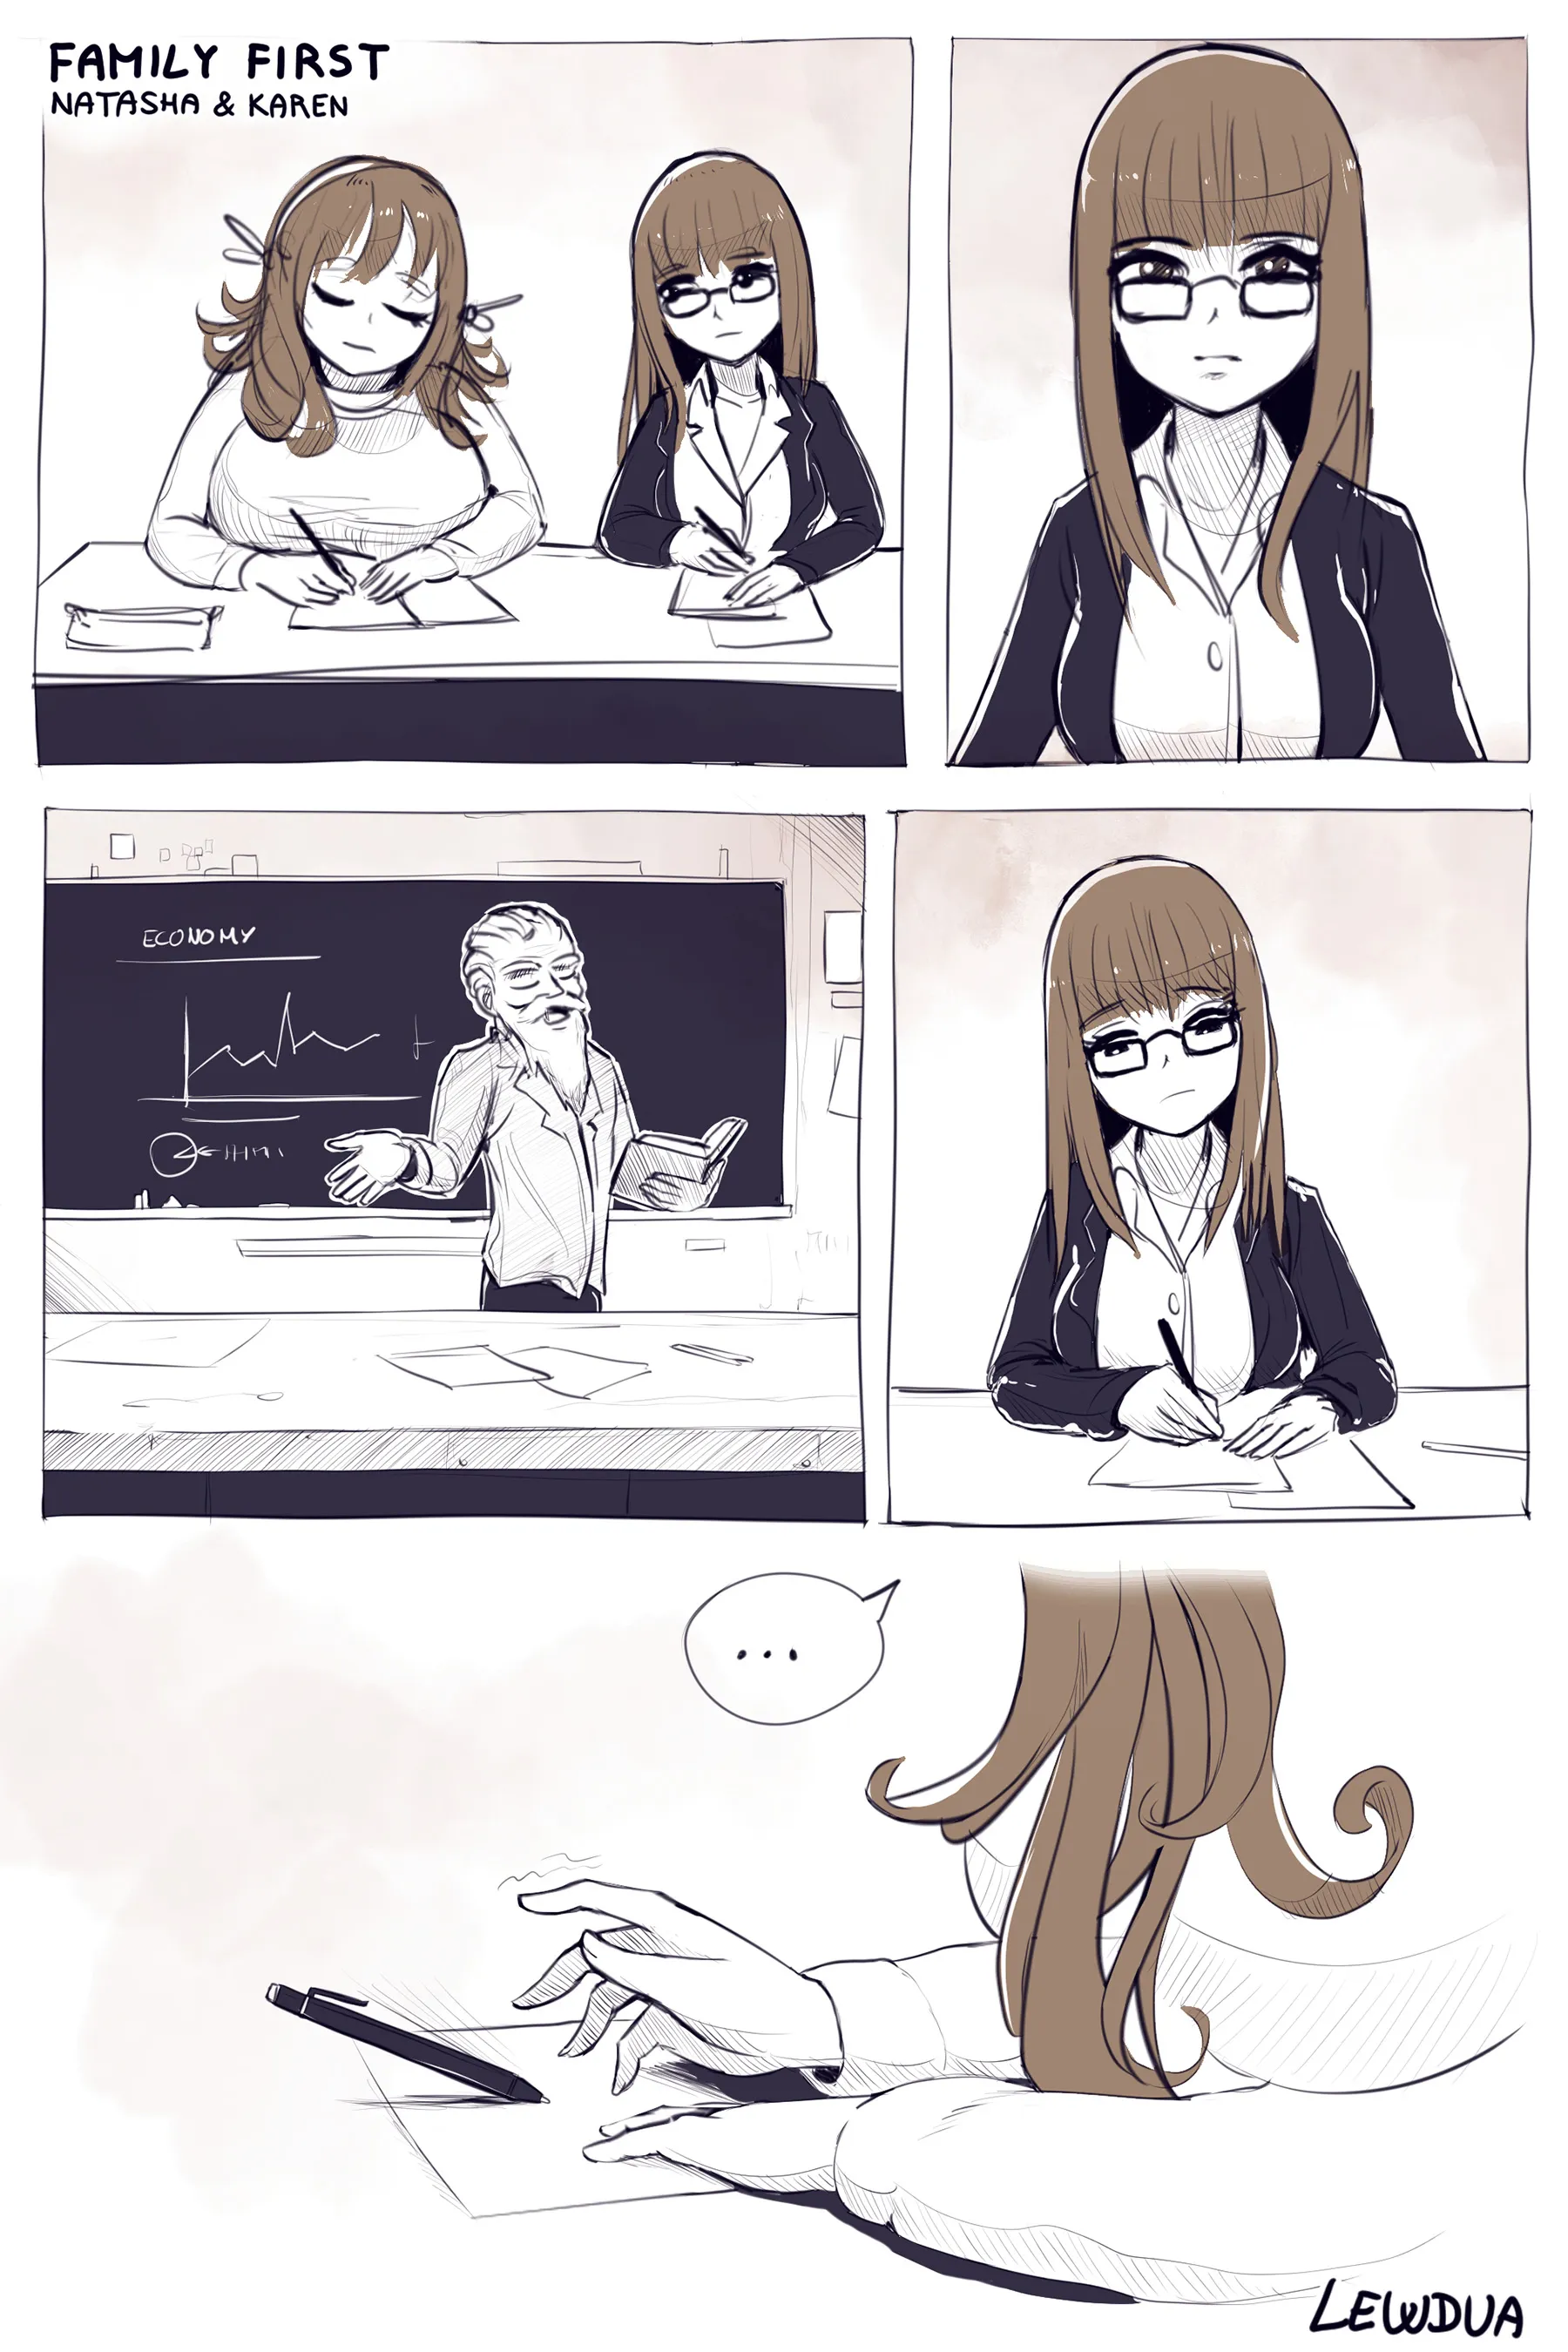 FAMILY FIRST
NATASHA & KAREN
ECONOMY
...
LEWDUA